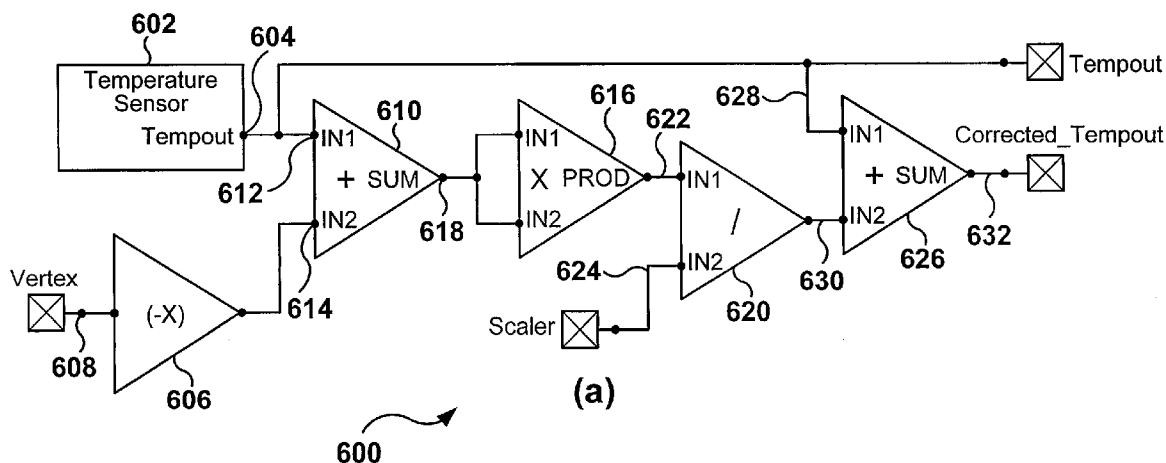 602
604
Temperature
Sensor
Tempout
610
616
628
Tempout
Corrected_Tempout
IN1
+ SUM
IN2
612
614
618
IN1
X PROD
IN2
622
IN1
/
IN2
624
620
IN1
+ SUM
IN2
630
626
632
Vertex
(-X)
608
606
Scaler
(a)
600